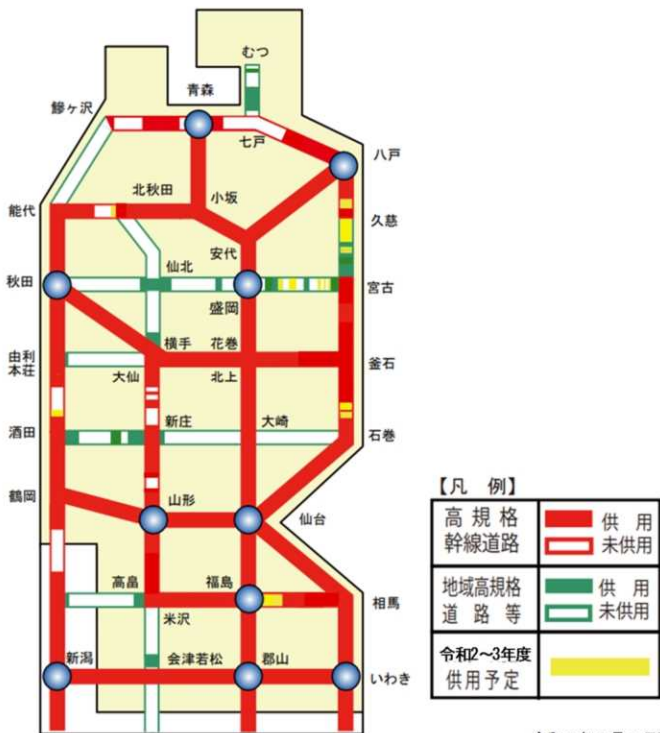 むつ
青森
鰺ヶ沢
七戸
八戸
北秋田
小坂
能代
久慈
安代
仙北
秋田
盛岡
宮古
横手
花巻
由利
本荘
釜石
大仙
北上
新庄
大崎
酒田
石巻
鶴岡
山形
仙台
高畠
福島
相馬
米沢
新潟
会津若松
郡山
いわき
【凡 例】
高規格
幹線道路
供用
未供用
地域高規格
道路等
供用
未供用
令和2~3年度
供用予定